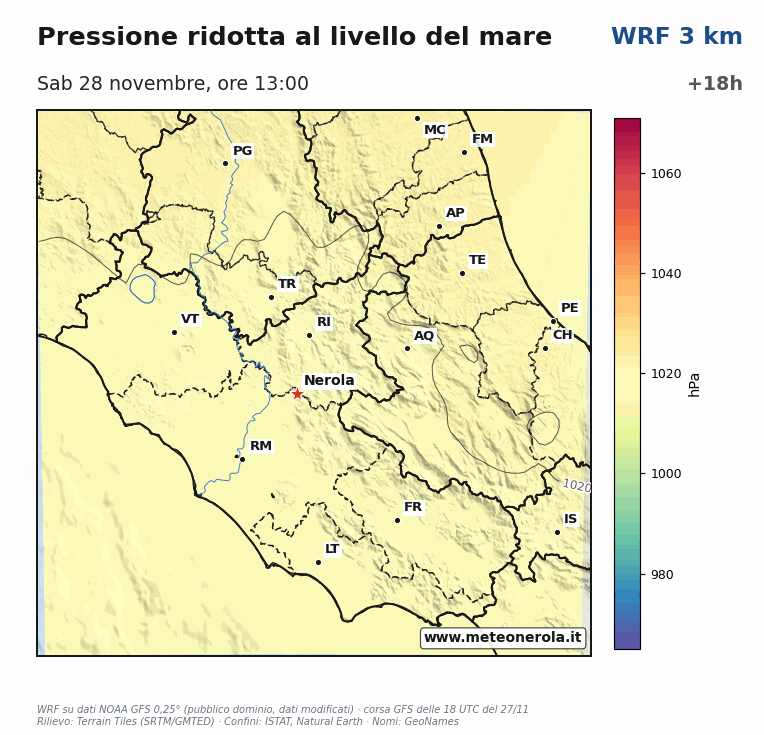 Pressione ridotta al livello del mare
WRF 3 km
Sab 28 novembre, ore 13:00
+18h
MC
FM
PG
AP
TE
TR
PE
VT
RI
AQ
CH
Nerola
RM
1020
FR
IS
LT
www.meteonerola.it
1060
1040
1020
1000
980
hPa
WRF su dati NOAA GFS 0,25° (pubblico dominio, dati modificati) · corsa GFS delle 18 UTC del 27/11
Rilievo: Terrain Tiles (SRTM/GMTED) · Confini: ISTAT, Natural Earth · Nomi: GeoNames